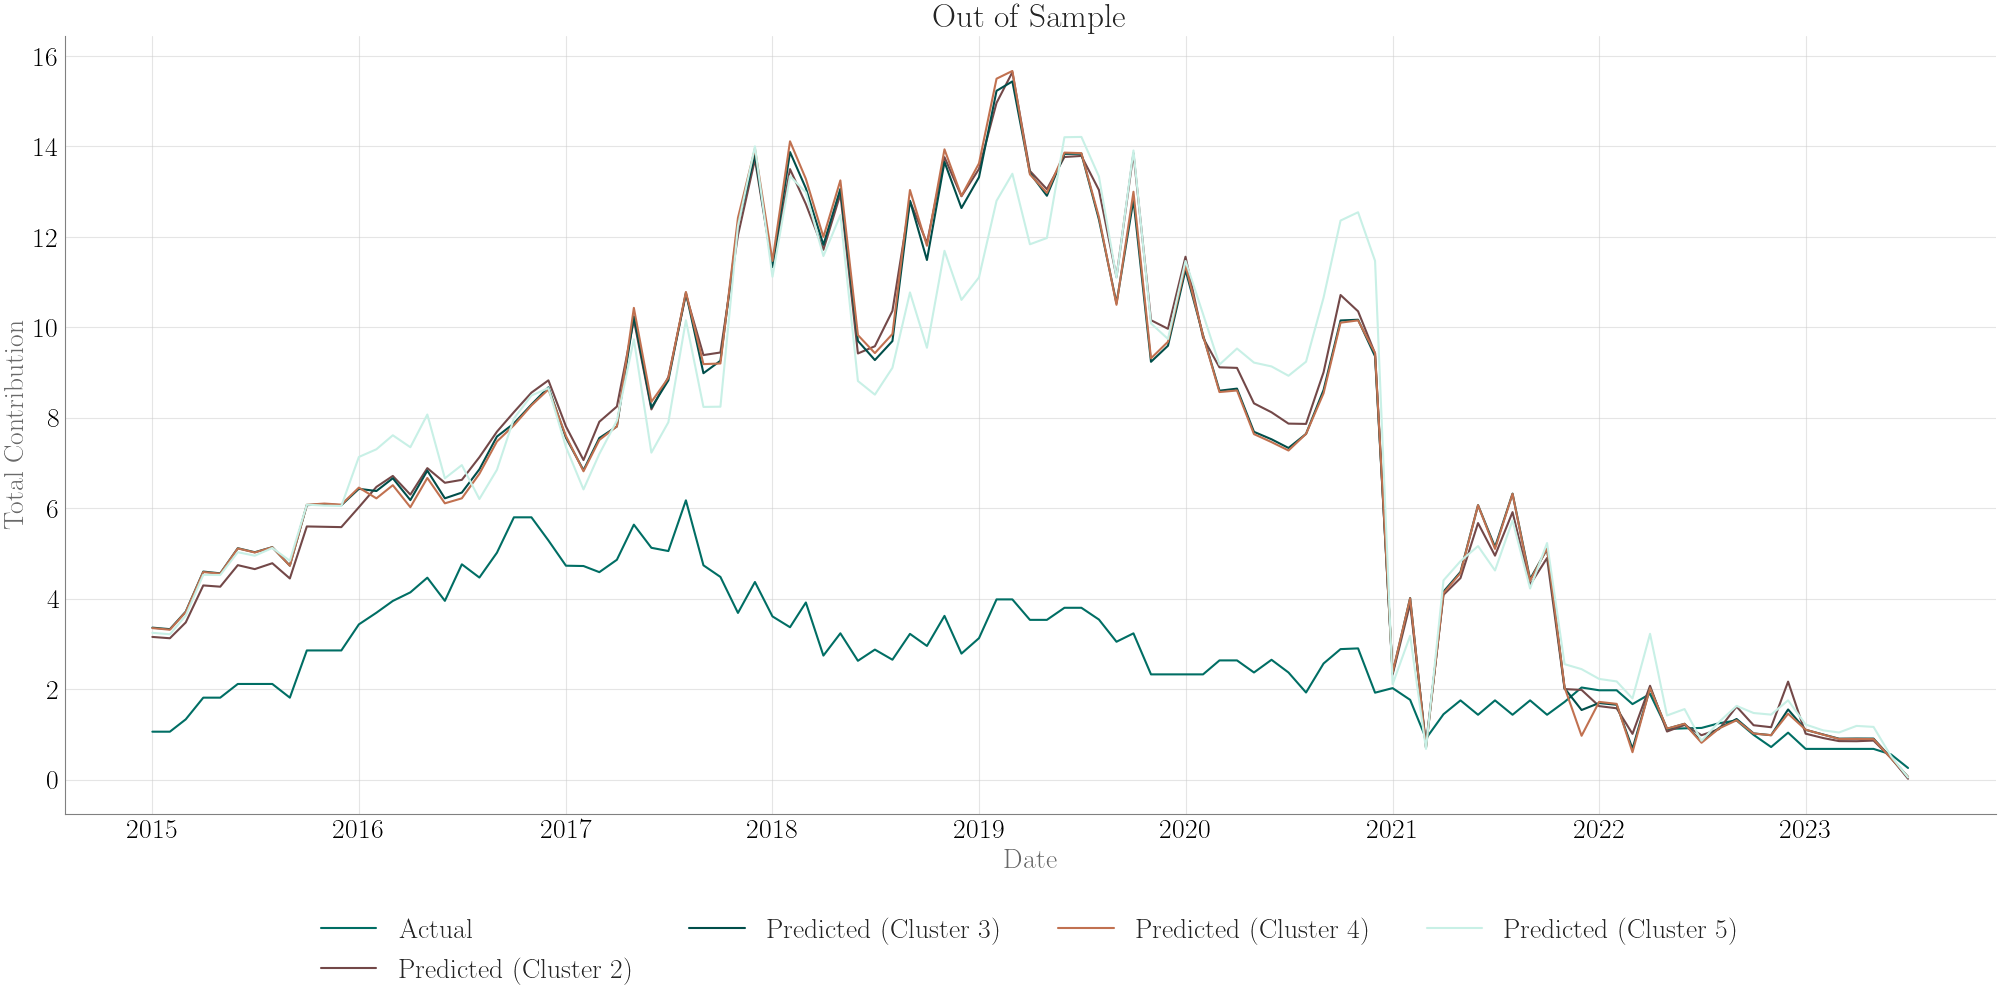 Out of Sample
Total Contribution
16
14
12
10
8
6
4
2
0
2015 2016 2017 2018 2019 2020 2021 2022 2023
Date
Actual
Predicted (Cluster 2)
Predicted (Cluster 3)
Predicted (Cluster 4)
Predicted (Cluster 5)